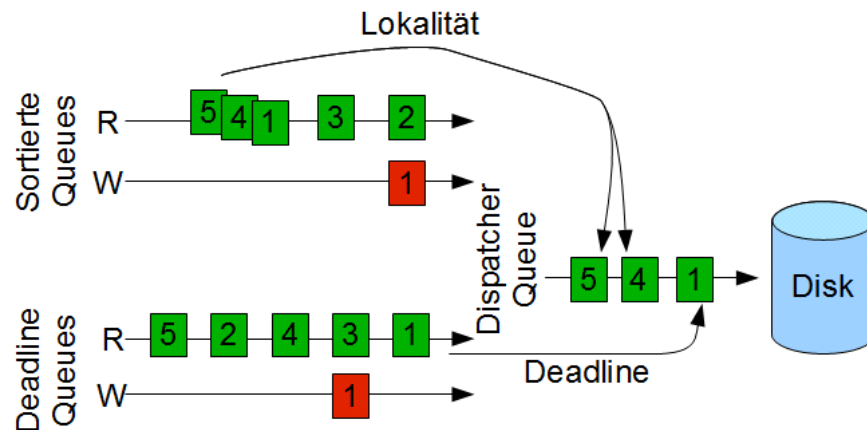 Lokalität
Sortierte
Queues
R
5
4
1
3
2
W
1
Dispatcher
Queue
5
4
1
Disk
Deadline
Queues
R
5
2
4
3
1
Deadline
W
1